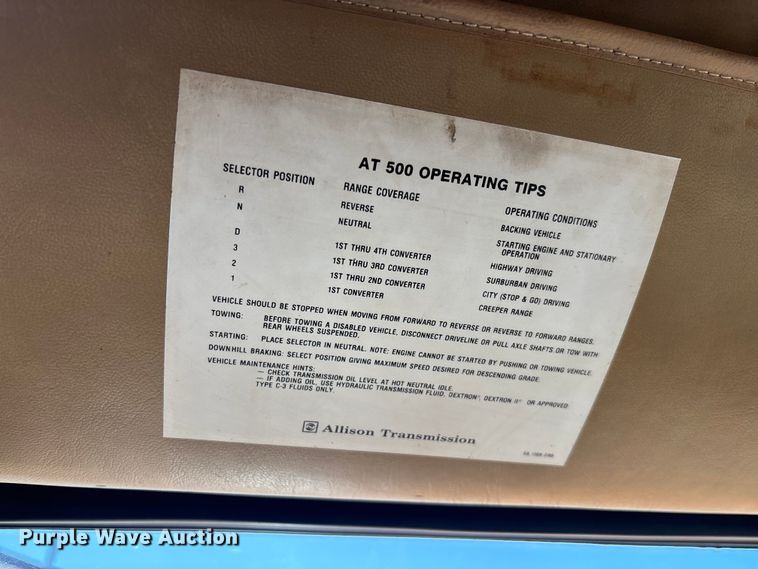 AT 500 OPERATING TIPS
SELECTOR POSITION RANGE COVERAGE OPERATING CONDITIONS
R REVERSE BACKING VEHICLE
N NEUTRAL STARTING ENGINE AND STATIONARY
OPERATION
D 1ST THRU 4TH CONVERTER HIGHWAY DRIVING
3 1ST THRU 3RD CONVERTER SURBURBAN DRIVING
2 1ST THRU 2ND CONVERTER CITY (STOP & GO) DRIVING
1 1ST CONVERTER CREEPER RANGE
VEHICLE SHOULD BE STOPPED WHEN MOVING FROM FORWARD TO REVERSE OR REVERSE TO FORWARD RANGES.
TOWING: BEFORE TOWING A DISABLED VEHICLE, DISCONNECT DRIVELINE OR PULL AXLE SHAFTS OR TOW WITH
REAR WHEELS SUSPENDED.
STARTING: PLACE SELECTOR IN NEUTRAL. NOTE: ENGINE CANNOT BE STARTED BY PUSHING OR TOWING VEHICLE.
DOWNHILL BRAKING: SELECT POSITION GIVING MAXIMUM SPEED DESIRED FOR DESCENDING GRADE.
VEHICLE MAINTENANCE HINTS:
— CHECK TRANSMISSION OIL LEVEL AT HOT NEUTRAL IDLE.
— IF ADDING OIL, USE HYDRAULIC TRANSMISSION FLUID, DEXTRON®, DEXTRON II® OR APPROVED
TYPE C-3 FLUIDS ONLY.
Allison Transmission
Purple Wave Auction